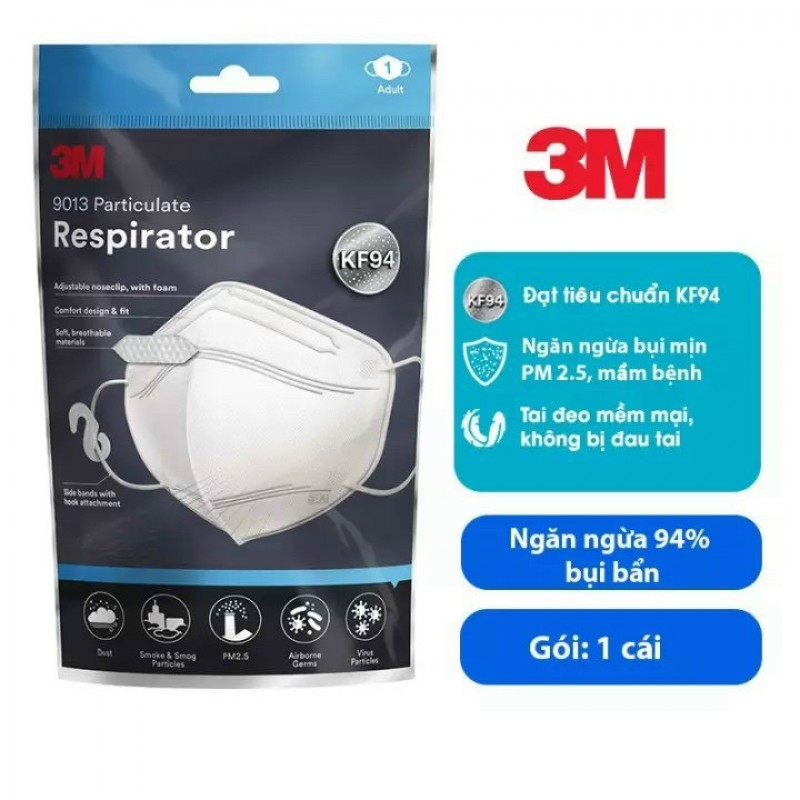 1
Adult
3M
9013 Particulate
Respirator
KF94
Adjustable noseclip, with foam
Comfort design & fit
Soft, breathable
materials
3M
Side bands with
hook attachment
Dust
Smoke & Smog
Particles
PM2.5
Airborne
Germs
Virus
Particles
3M
KF94
Đạt tiêu chuẩn KF94
Ngăn ngừa bụi mịn
PM 2.5, mầm bệnh
Tai đeo mềm mại,
không bị đau tai
Ngăn ngừa 94%
bụi bẩn
Gói: 1 cái